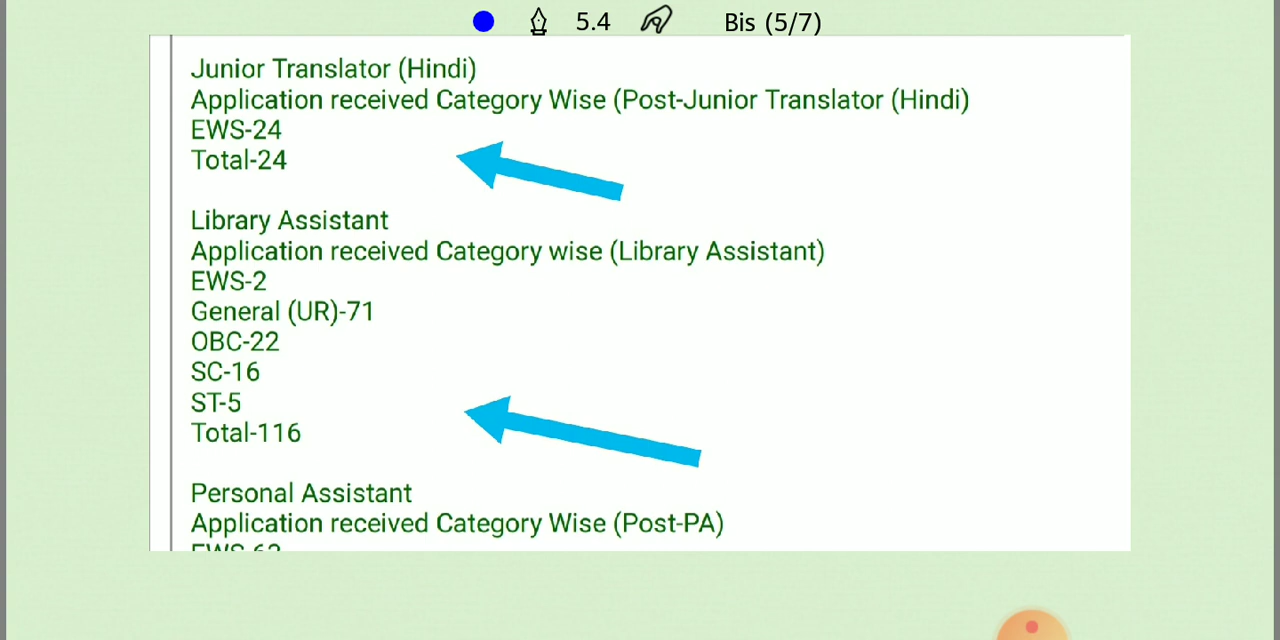 5.4 Bis (5/7)
Junior Translator (Hindi)
Application received Category Wise (Post-Junior Translator (Hindi)
EWS-24
Total-24
Library Assistant
Application received Category wise (Library Assistant)
EWS-2
General (UR)-71
OBC-22
SC-16
ST-5
Total-116
Personal Assistant
Application received Category Wise (Post-PA)